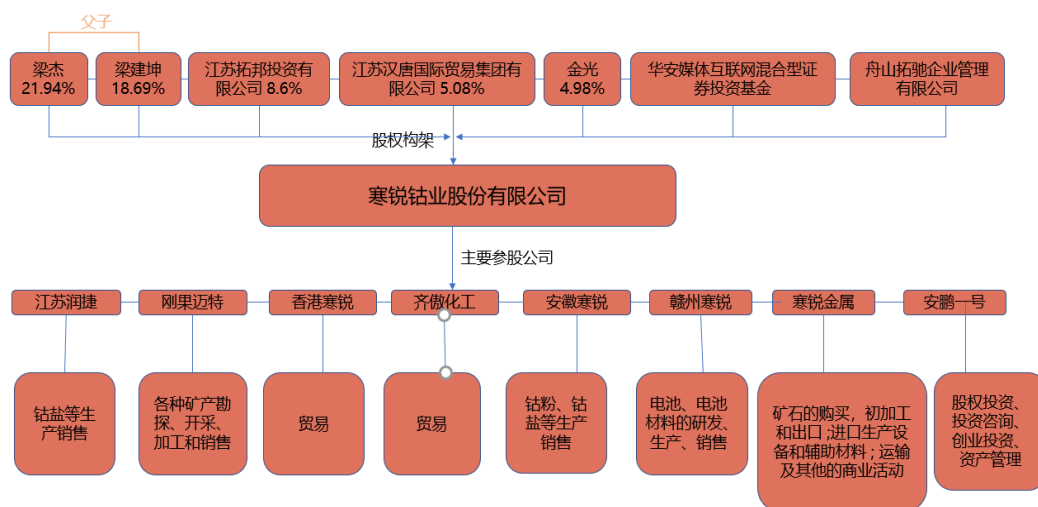 父子
梁杰
21.94%
梁建坤
18.69%
江苏拓邦投资有
限公司 8.6%
江苏汉唐国际贸易集团有
限公司 5.08%
金光
4.98%
华安媒体互联网混合型证
券投资基金
舟山拓驰企业管理
有限公司
股权构架
寒锐钴业股份有限公司
主要参股公司
江苏润捷
刚果迈特
香港寒锐
齐傲化工
安徽寒锐
赣州寒锐
寒锐金属
安鹏一号
钴盐等生
产销售
各种矿产勘
探、开采、
加工和销售
贸易
贸易
钴粉、钴
盐等生产
销售
电池、电池
材料的研发、
生产、销售
矿石的购买，初加工
和出口；进口生产设
备和辅助材料；运输
及其他的商业活动
股权投资、
投资咨询、
创业投资、
资产管理